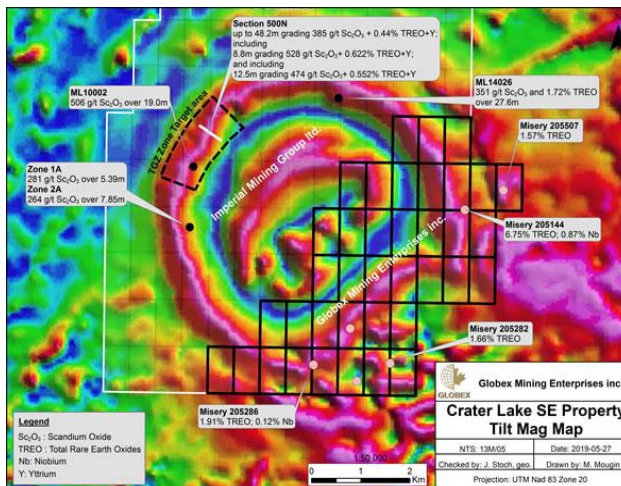 Section 500N
up to 48.2m grading 385 g/t Sc₂O₃ + 0.44% TREO+Y;
including
8.8m grading 528 g/t Sc₂O₃+ 0.622% TREO+Y;
and including
12.5m grading 474 g/t Sc₂O₃+ 0.552% TREO+Y
ML10002
506 g/t Sc₂O₃ over 19.0m
ML14026
351 g/t Sc₂O₃ and 1.72% TREO
over 27.6m
TGZ Zone Target area
Misery 205507
1.57% TREO
Zone 1A
281 g/t Sc₂O₃ over 5.39m
Zone 2A
264 g/t Sc₂O₃ over 7.85m
Imperial Mining Group ltd.
Misery 205144
6.75% TREO; 0.87% Nb
Globex Mining Enterprises inc.
Misery 205282
1.66% TREO
Misery 205286
1.91% TREO; 0.12% Nb
Legend
Sc₂O₃ : Scandium Oxide
TREO : Total Rare Earth Oxides
Nb: Niobium
Y: Yttrium
1:50 000
0 1 2
Km
GLOBEX
Globex Mining Enterprises inc
Crater Lake SE Property
Tilt Mag Map
NTS: 13M/05 Date: 2019-05-27
Checked by: J. Stoch, geo. Drawn by: M. Mougin
Projection: UTM Nad 83 Zone 20